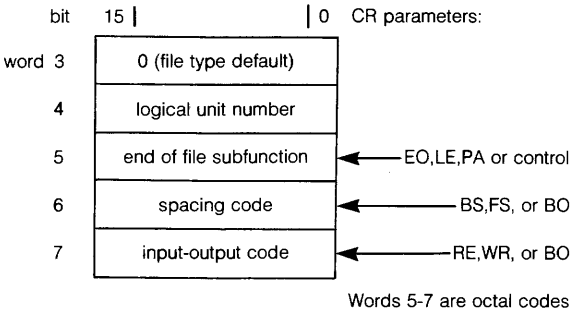 bit 15 | | 0 CR parameters:
word 3 0 (file type default)
4 logical unit number
5 end of file subfunction EO,LE,PA or control
6 spacing code BS,FS, or BO
7 input-output code RE,WR, or BO
Words 5-7 are octal codes